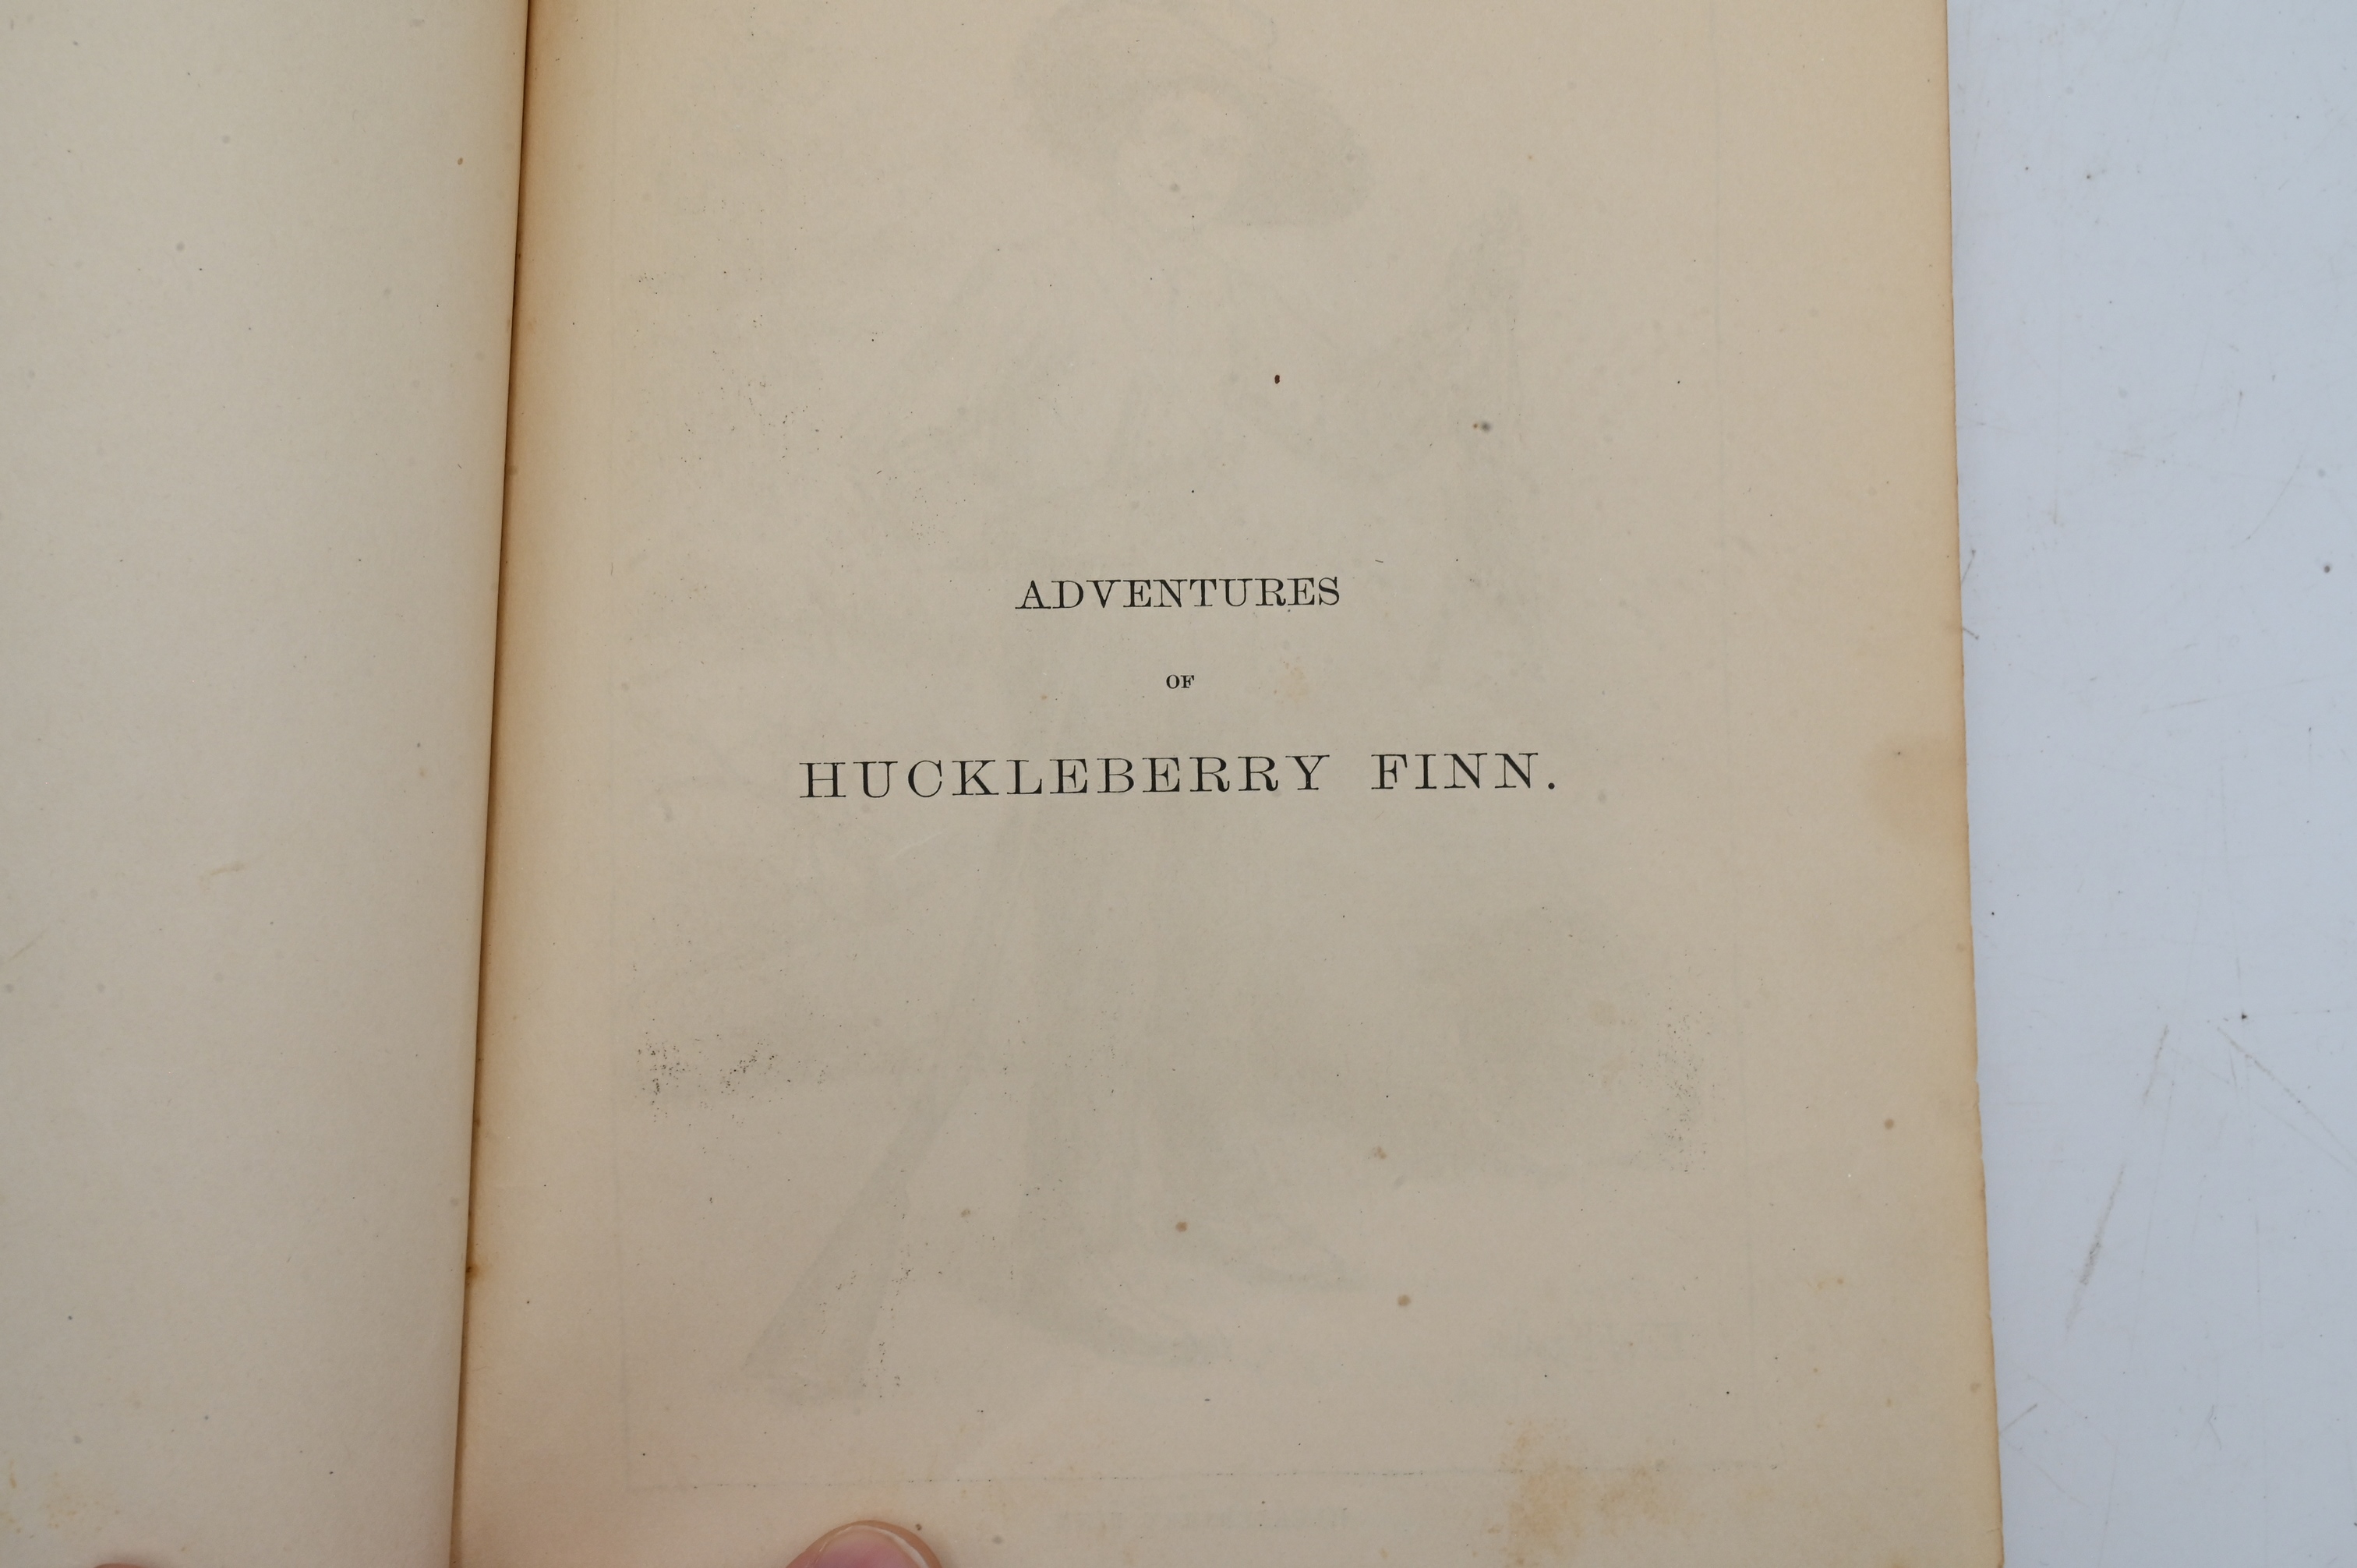 ADVENTURES
OF
HUCKLEBERRY FINN.